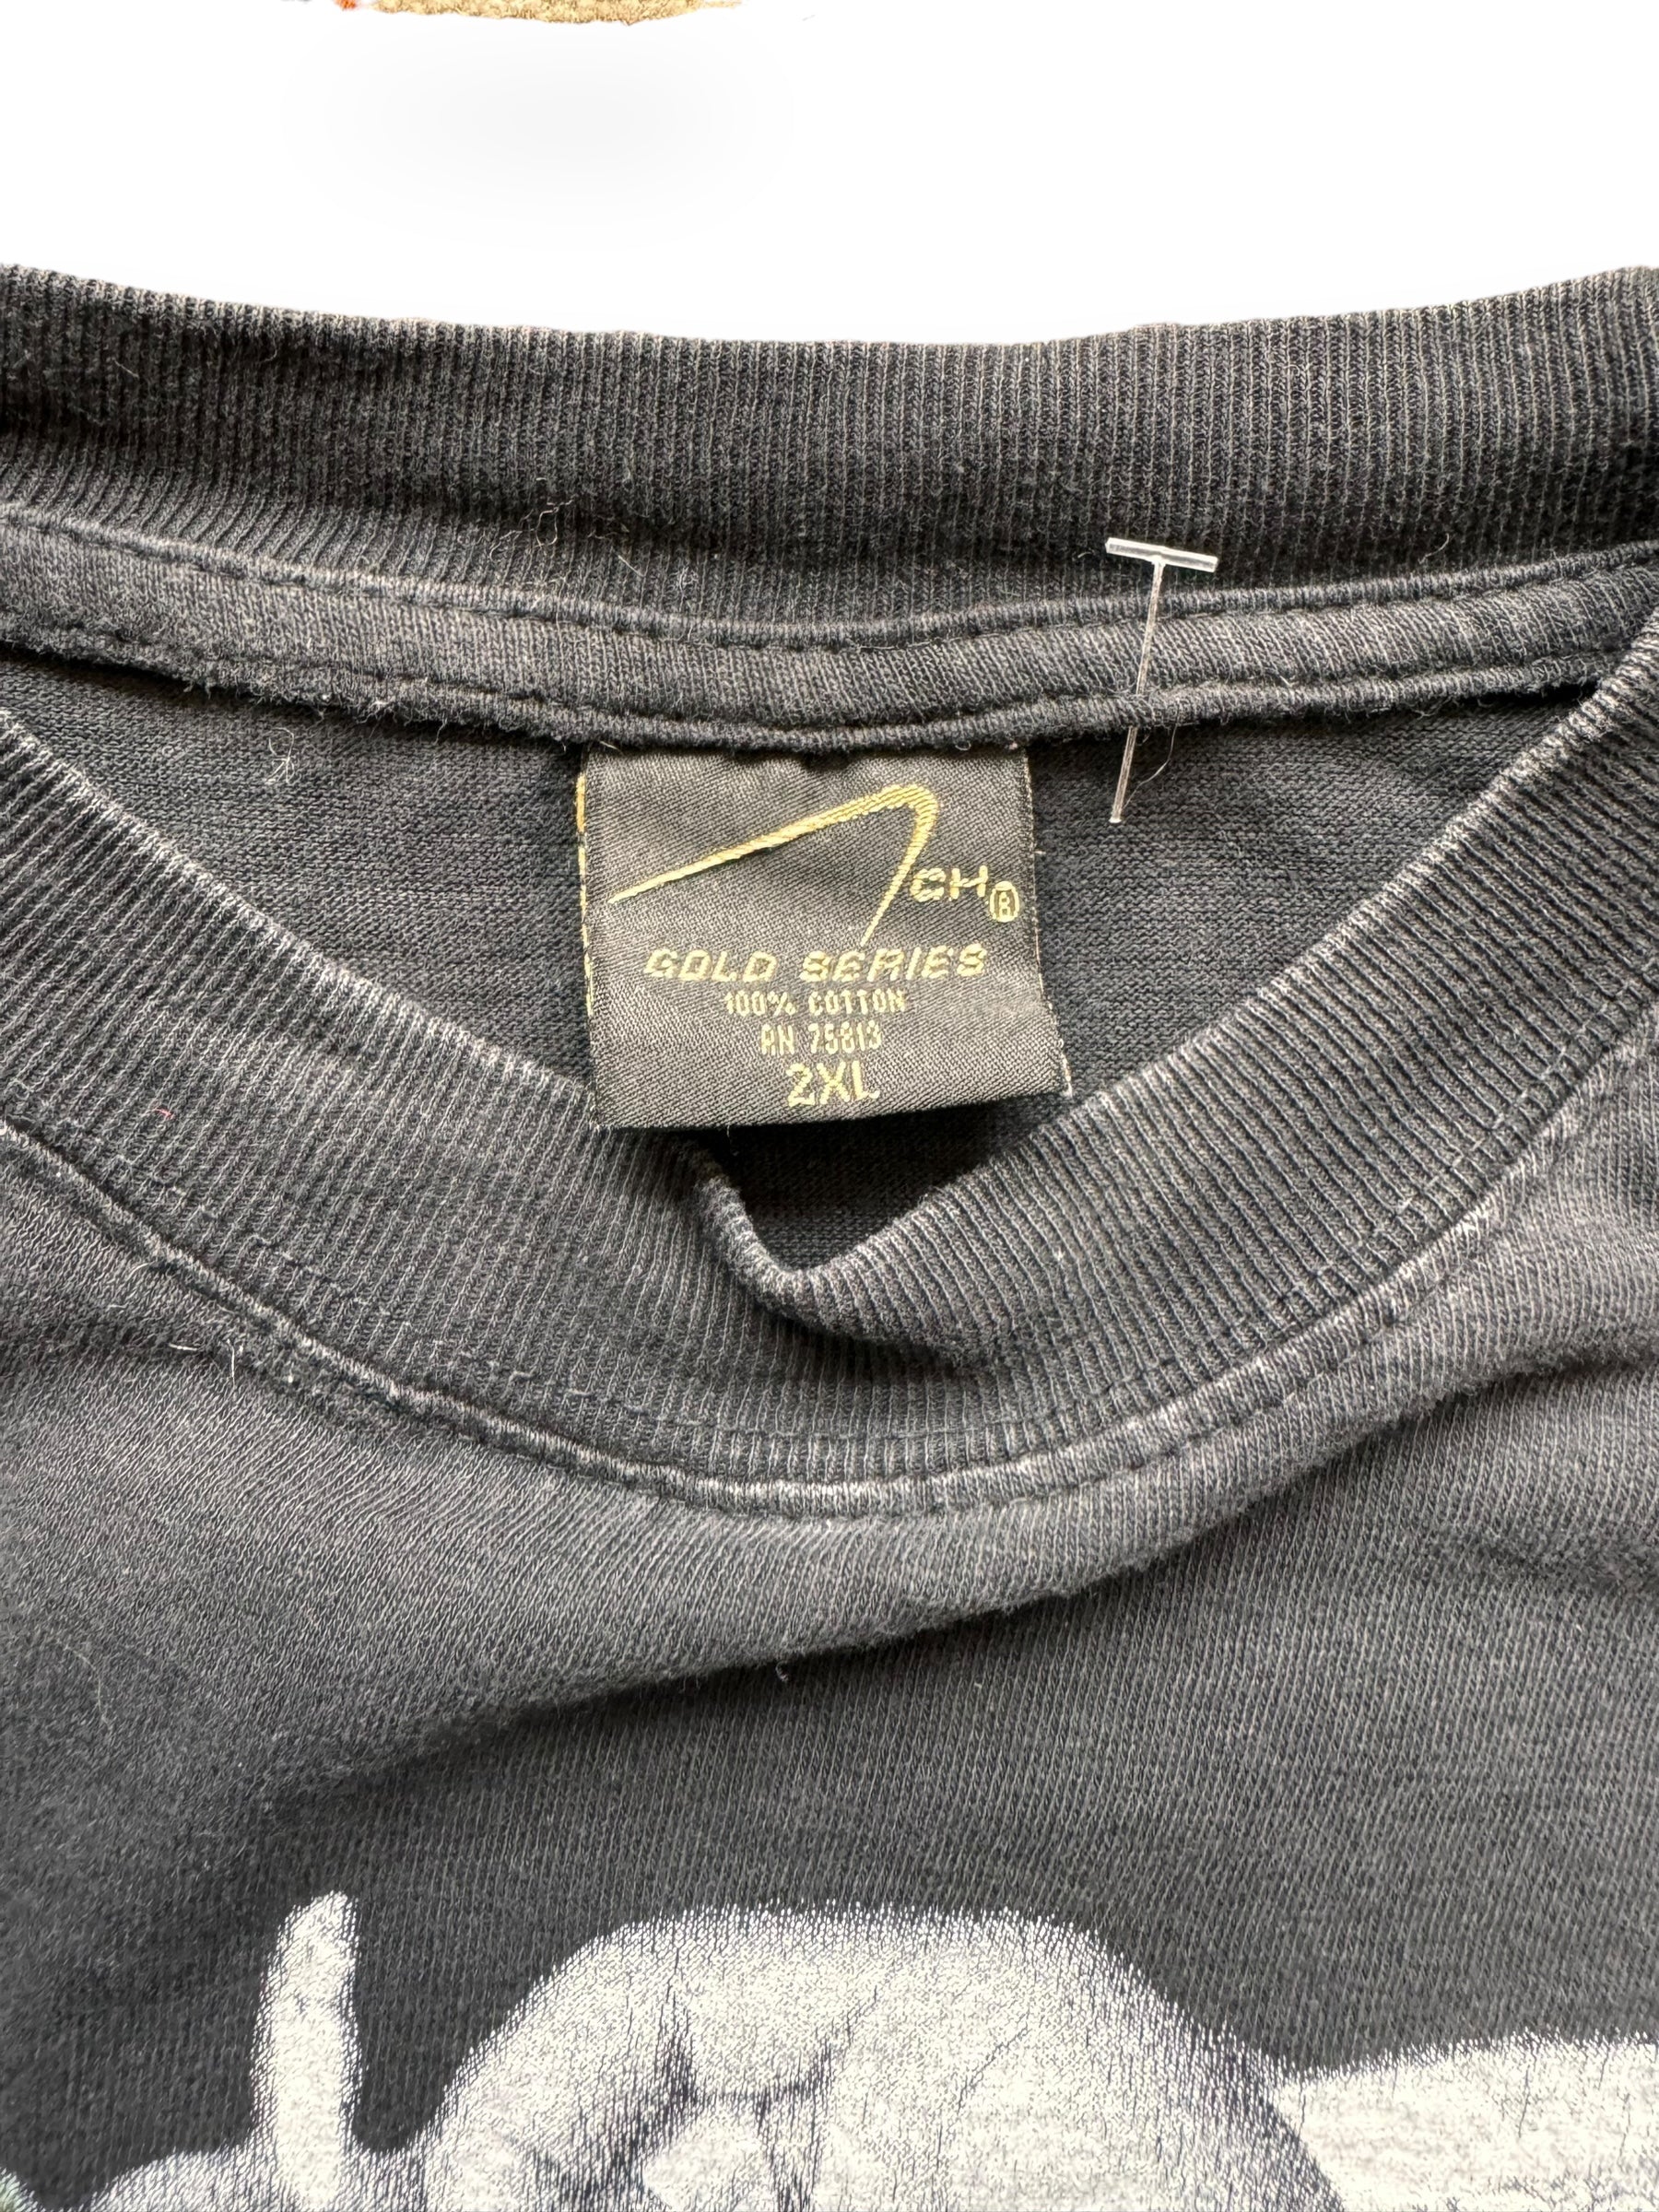 CH®
GOLD SERIES
100% COTTON
RN 75813
2XL